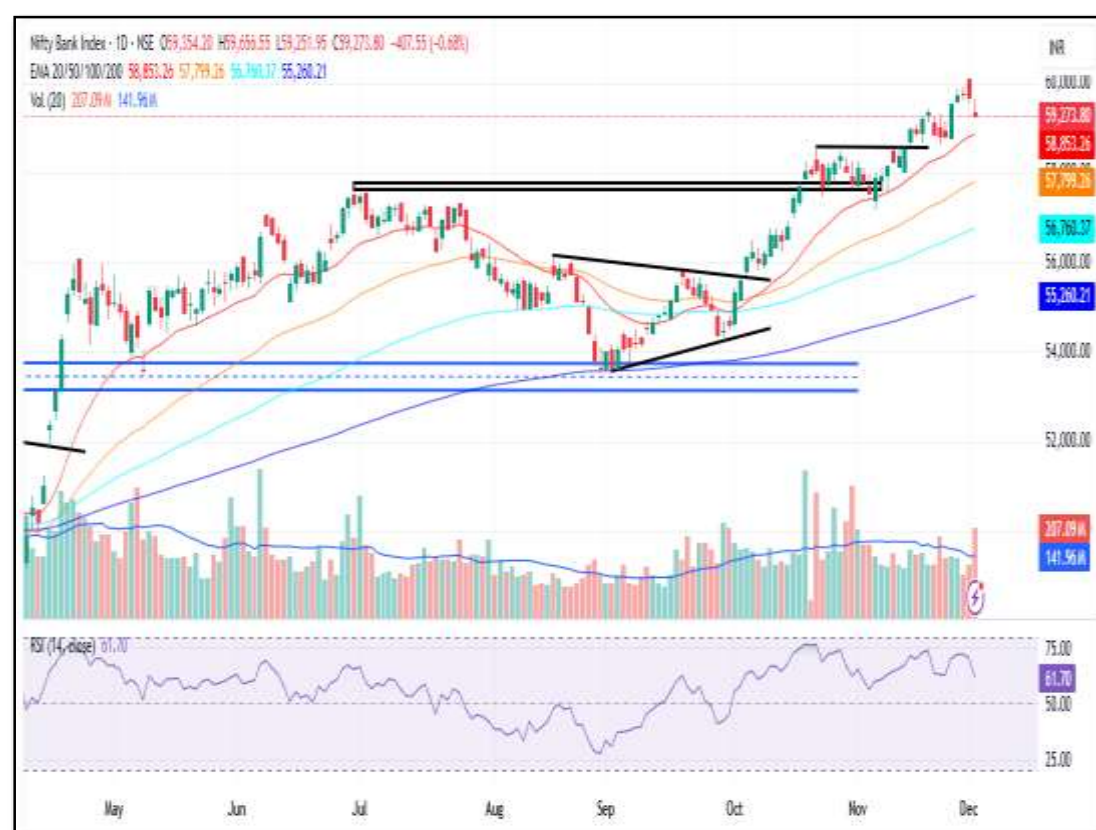 Nifty Bank Index · 1D · NSE O59,354.20 H59,656.55 L59,251.95 C59,273.80 −407.55 (−0.68%)
INR
EMA 20/50/100/200 58,853.26 57,799.26 56,760.37 55,260.21
60,000.00
Vol. (20) 207.09M 141.96M
59,273.80
58,853.26
57,799.26
56,760.37
56,000.00
55,260.21
54,000.00
52,000.00
207.09M
141.96M
RSI (14, close) 61.70
75.00
61.70
50.00
25.00
May Jun Jul Aug Sep Oct Nov Dec